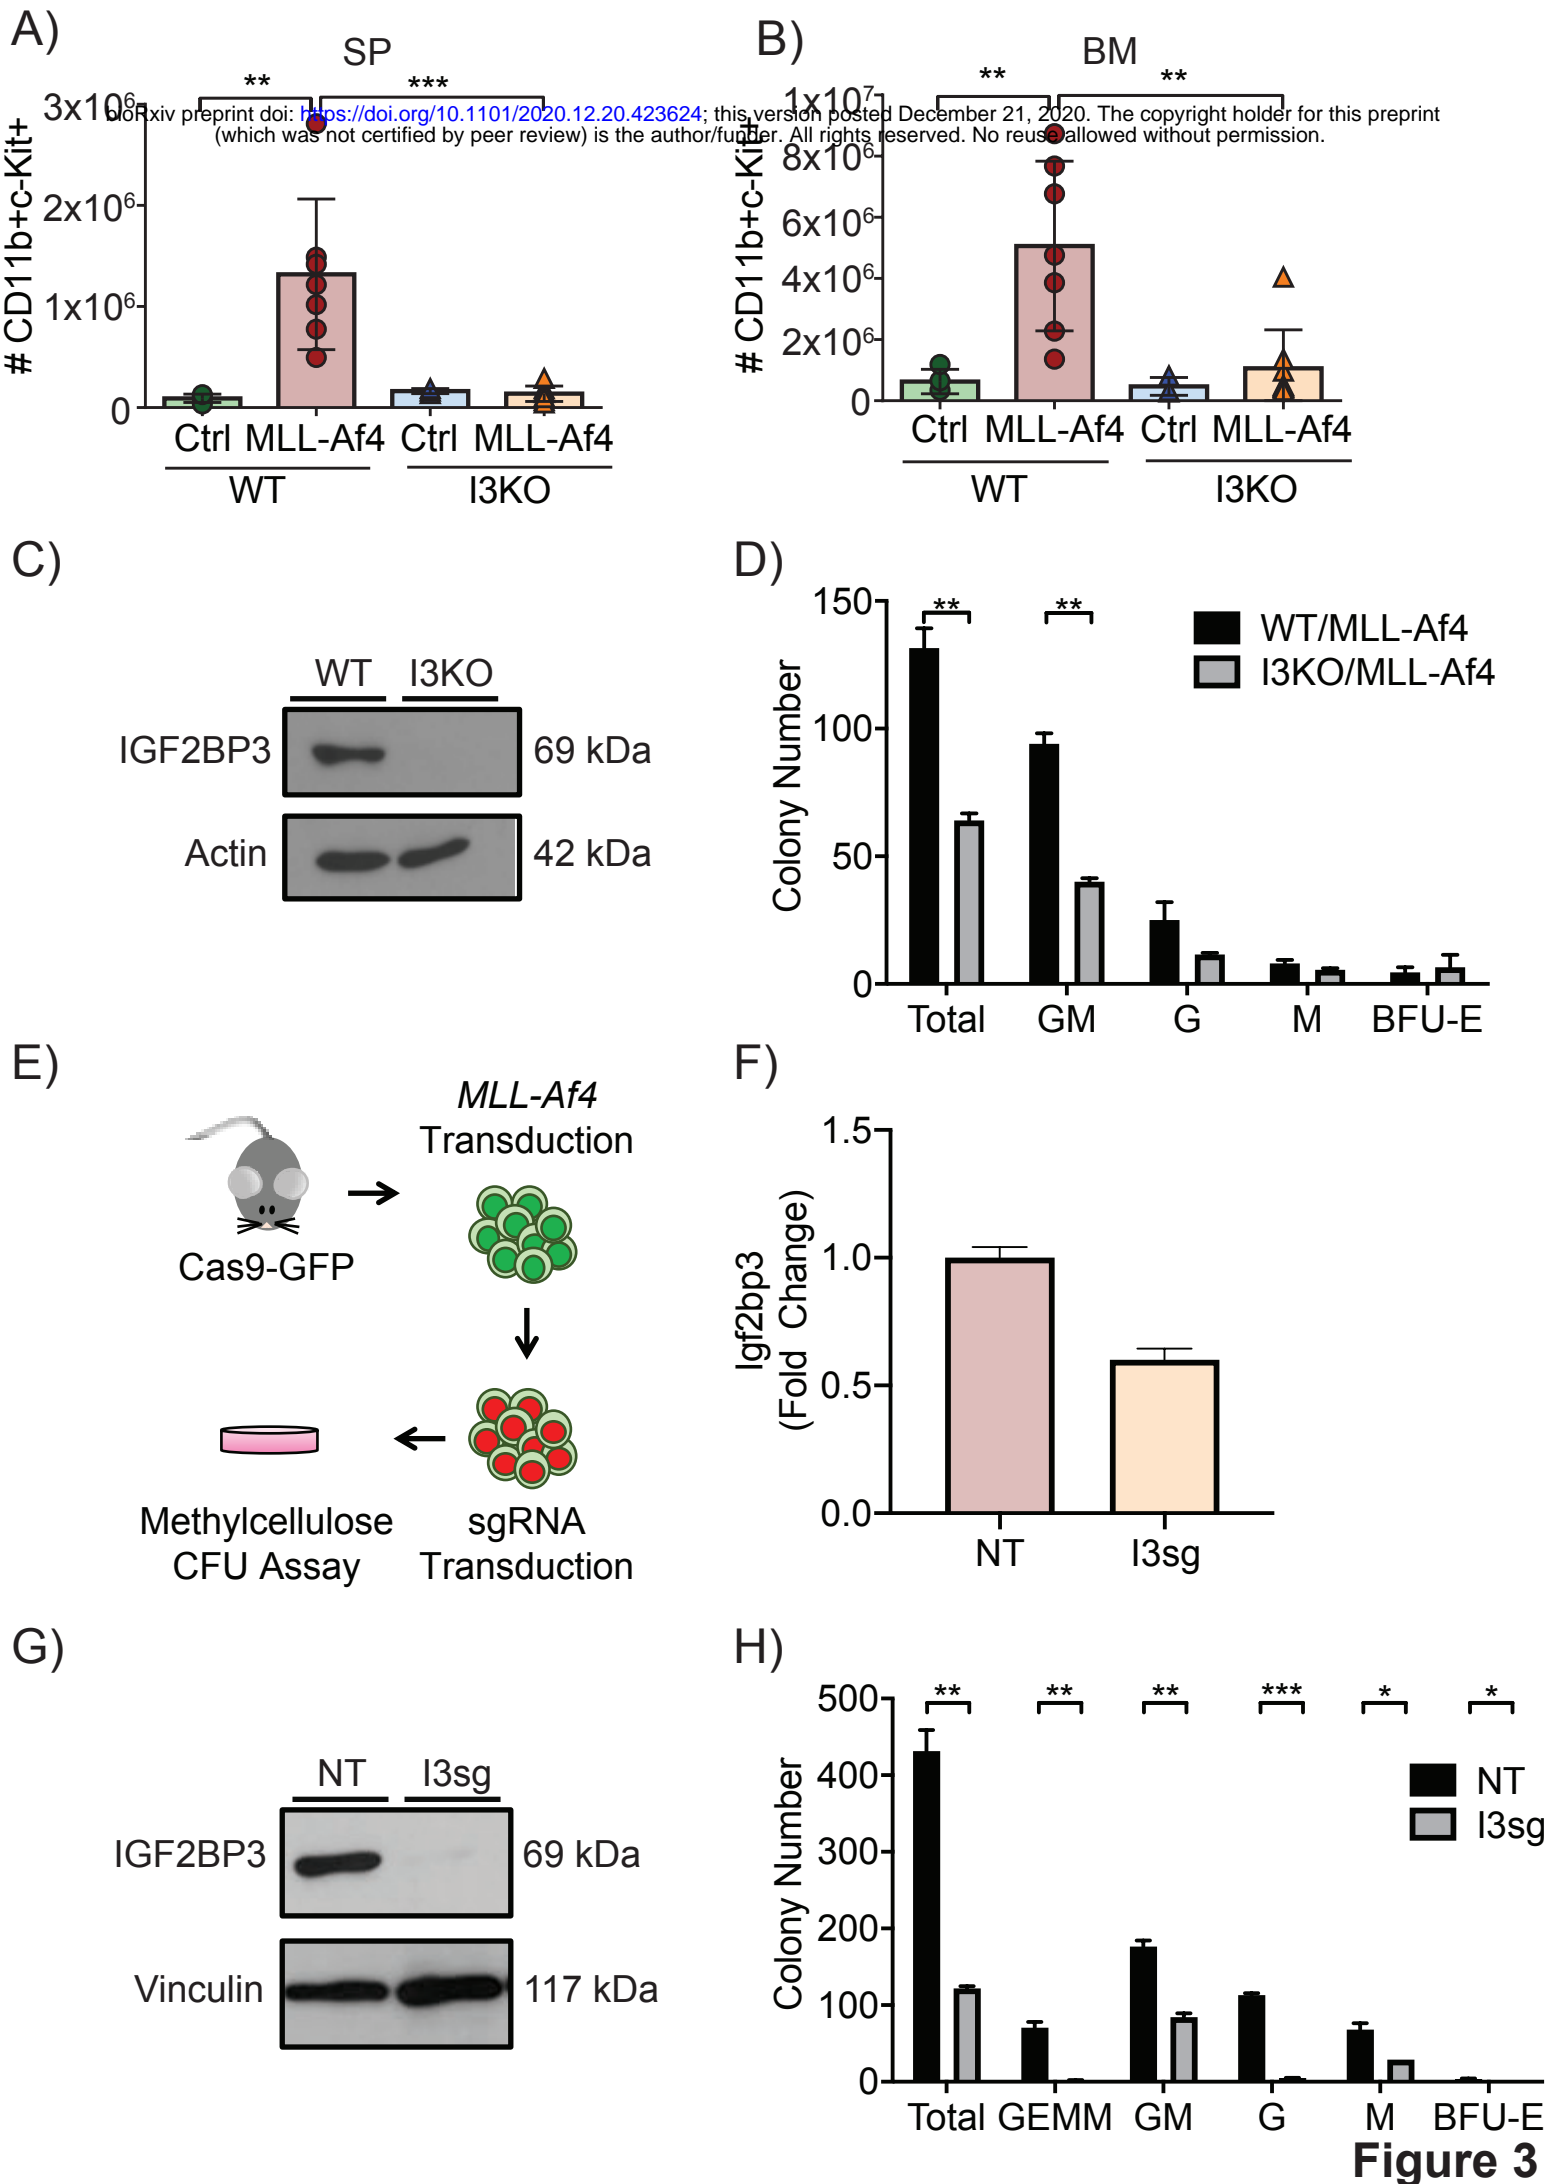 A)
SP
** ***
3x10⁶
2x10⁶
1x10⁶
0
# CD11b+c-Kit+
Ctrl MLL-Af4 Ctrl MLL-Af4
WT I3KO
B)
BM
** **
1x10⁷
8x10⁶
6x10⁶
4x10⁶
2x10⁶
0
# CD11b+c-Kit+
Ctrl MLL-Af4 Ctrl MLL-Af4
WT I3KO
bioRxiv preprint doi: https://doi.org/10.1101/2020.12.20.423624; this version posted December 21, 2020. The copyright holder for this preprint
(which was not certified by peer review) is the author/funder. All rights reserved. No reuse allowed without permission.
C)
WT I3KO
IGF2BP3 69 kDa
Actin 42 kDa
D)
150
100
50
0
Colony Number
** **
WT/MLL-Af4
I3KO/MLL-Af4
Total GM G M BFU-E
E)
MLL-Af4
Transduction
Cas9-GFP
Methylcellulose
CFU Assay
sgRNA
Transduction
F)
1.5
1.0
0.5
0.0
Igf2bp3
(Fold Change)
NT I3sg
G)
NT I3sg
IGF2BP3 69 kDa
Vinculin 117 kDa
H)
500
400
300
200
100
0
Colony Number
** ** ** *** * *
NT
I3sg
Total GEMM GM G M BFU-E
Figure 3